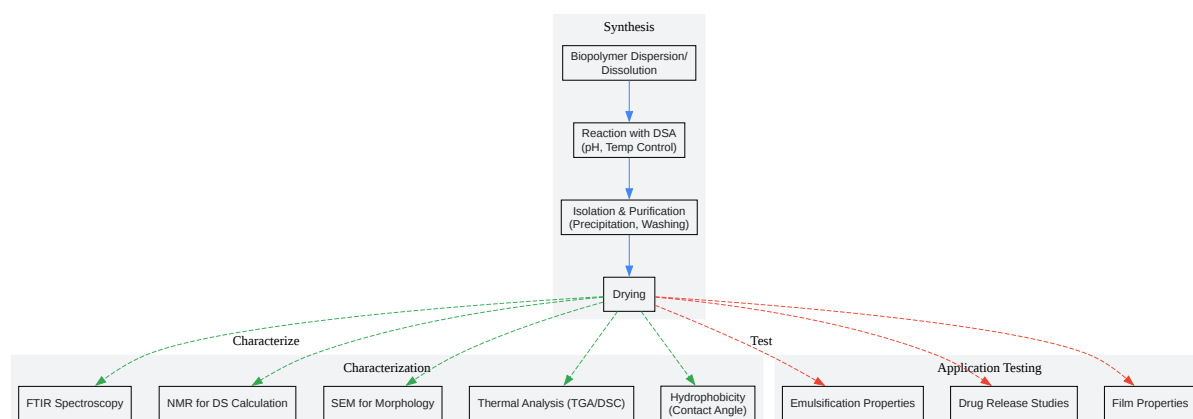 Synthesis
Biopolymer Dispersion/
Dissolution
Reaction with DSA
(pH, Temp Control)
Isolation & Purification
(Precipitation, Washing)
Drying
Characterize
Test
Characterization
Application Testing
FTIR Spectroscopy
NMR for DS Calculation
SEM for Morphology
Thermal Analysis (TGA/DSC)
Hydrophobicity
(Contact Angle)
Emulsification Properties
Drug Release Studies
Film Properties